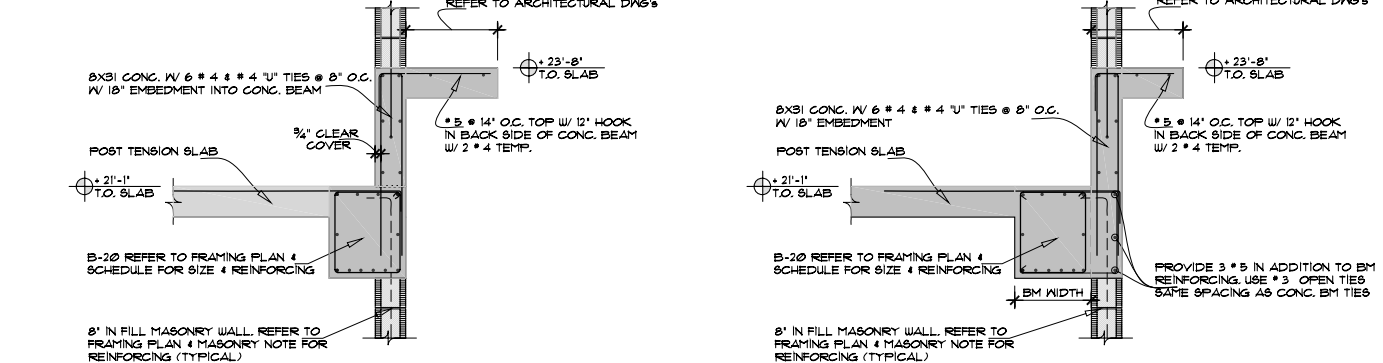 REFER TO ARCHITECTURAL DWG's
+ 23'-8"
T.O. SLAB
8X31 CONC. W/ 6 # 4 & # 4 "U" TIES @ 8" O.C.
W/ 18" EMBEDMENT INTO CONC. BEAM
# 5 @ 14" O.C. TOP W/ 12" HOOK
IN BACK SIDE OF CONC. BEAM
W/ 2 # 4 TEMP.
3/4" CLEAR
COVER
POST TENSION SLAB
+ 21'-1"
T.O. SLAB
B-20 REFER TO FRAMING PLAN &
SCHEDULE FOR SIZE & REINFORCING
8" IN FILL MASONRY WALL. REFER TO
FRAMING PLAN & MASONRY NOTE FOR
REINFORCING (TYPICAL)
REFER TO ARCHITECTURAL DWG's
+ 23'-8"
T.O. SLAB
8X31 CONC. W/ 6 # 4 & # 4 "U" TIES @ 8" O.C.
W/ 18" EMBEDMENT
# 5 @ 14" O.C. TOP W/ 12" HOOK
IN BACK SIDE OF CONC. BEAM
W/ 2 # 4 TEMP.
POST TENSION SLAB
+ 21'-1"
T.O. SLAB
B-20 REFER TO FRAMING PLAN &
SCHEDULE FOR SIZE & REINFORCING
PROVIDE 3 # 5 IN ADDITION TO BM
REINFORCING. USE # 3 OPEN TIES
SAME SPACING AS CONC. BM TIES
BM WIDTH
8" IN FILL MASONRY WALL. REFER TO
FRAMING PLAN & MASONRY NOTE FOR
REINFORCING (TYPICAL)